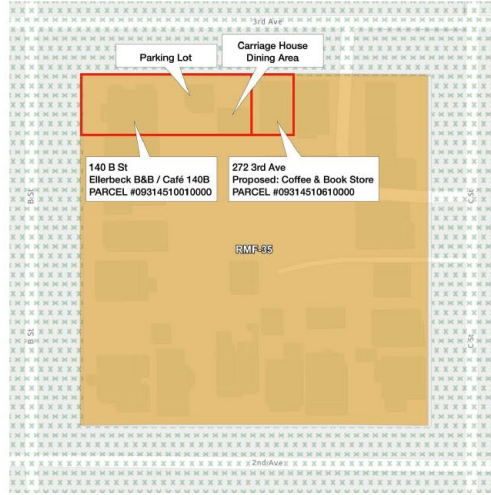 3rd Ave
Parking Lot
Carriage House
Dining Area
140 B St
Ellerbeck B&B / Café 140B
PARCEL #09314510010000
272 3rd Ave
Proposed: Coffee & Book Store
PARCEL #09314510610000
B St
C St
RMF-35
B St
C St
2nd Ave